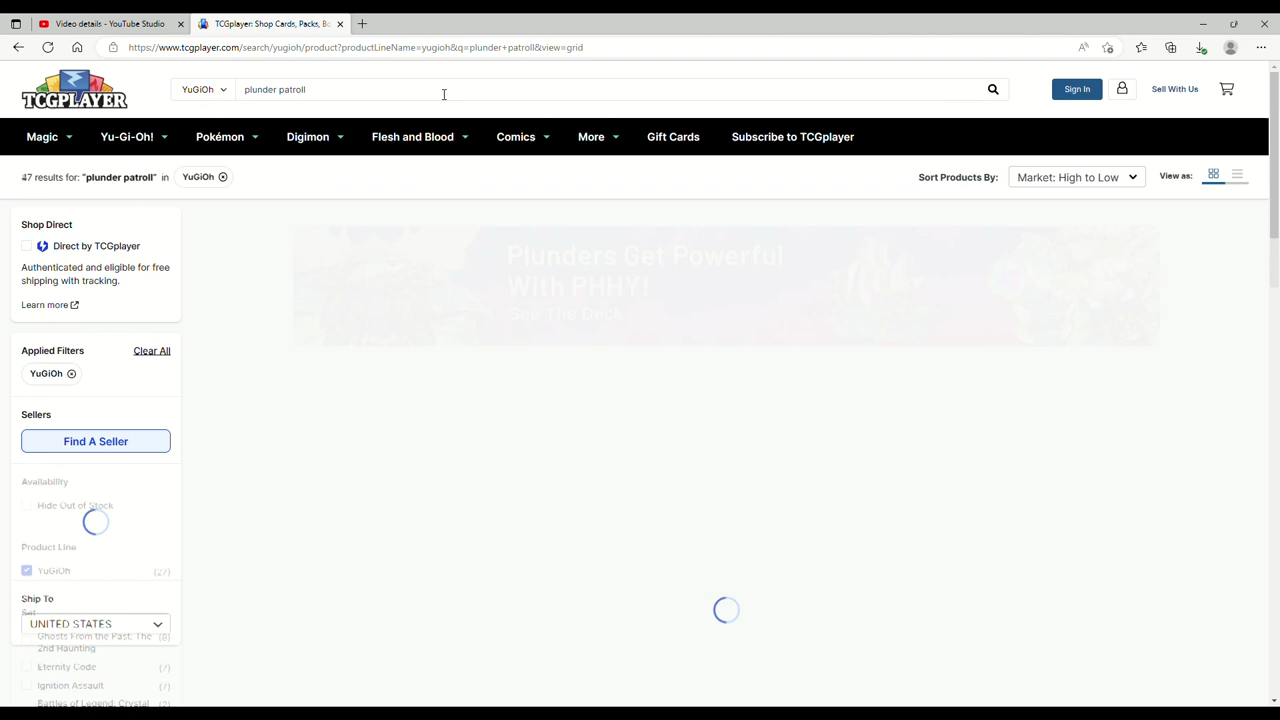 Video details - YouTube Studio
TCGplayer: Shop Cards, Packs, Bo
https://www.tcgplayer.com/search/yugioh/product?productLineName=yugioh&q=plunder+patroll&view=grid
TCGPLAYER
YuGiOh
plunder patroll
Sign In
Sell With Us
Magic
Yu-Gi-Oh!
Pokémon
Digimon
Flesh and Blood
Comics
More
Gift Cards
Subscribe to TCGplayer
47 results for: "plunder patroll" in YuGiOh
Sort Products By: Market: High to Low
View as:
Shop Direct
Direct by TCGplayer
Authenticated and eligible for free
shipping with tracking.
Learn more
Plunders Get Powerful
With PHHY!
See The Deck
Applied Filters
Clear All
YuGiOh
Sellers
Find A Seller
Availability
Hide Out of Stock
Product Line
YuGiOh (27)
Ship To
Set
UNITED STATES
Ghosts From the Past: The (8)
2nd Haunting
Eternity Code (7)
Ignition Assault (7)
Battles of Legend: Crystal (2)